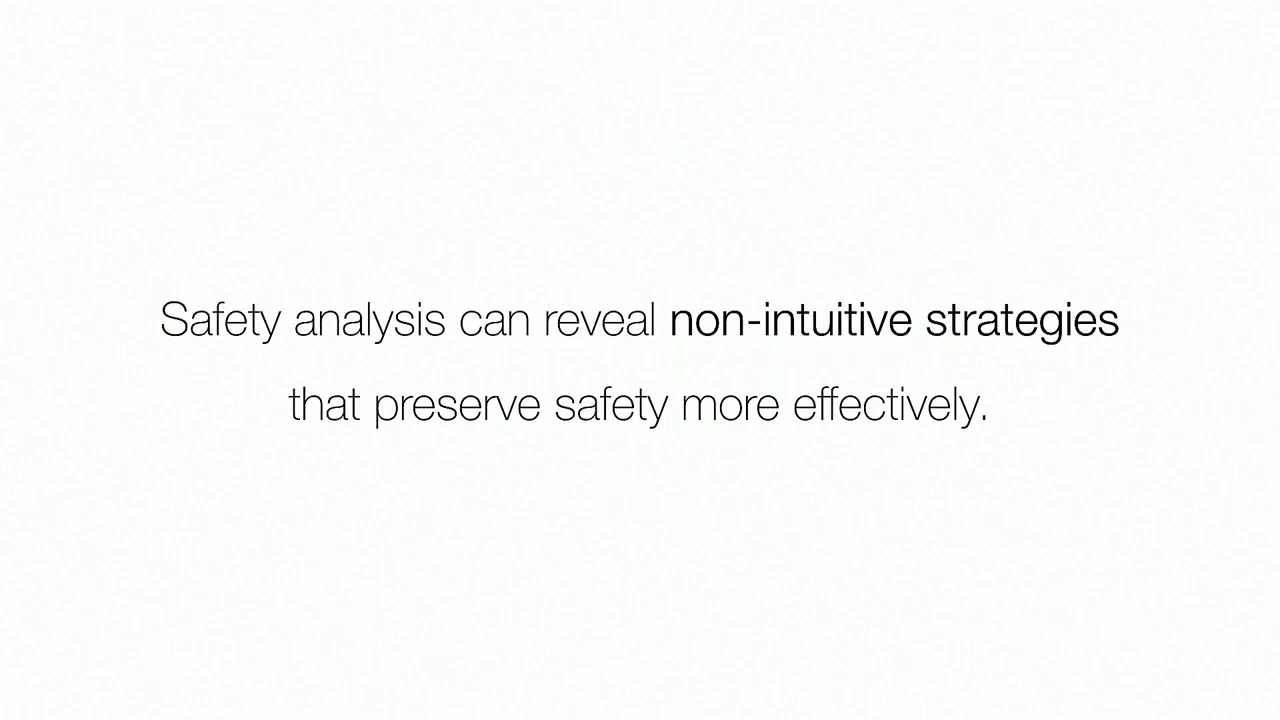 Safety analysis can reveal non-intuitive strategies
that preserve safety more effectively.